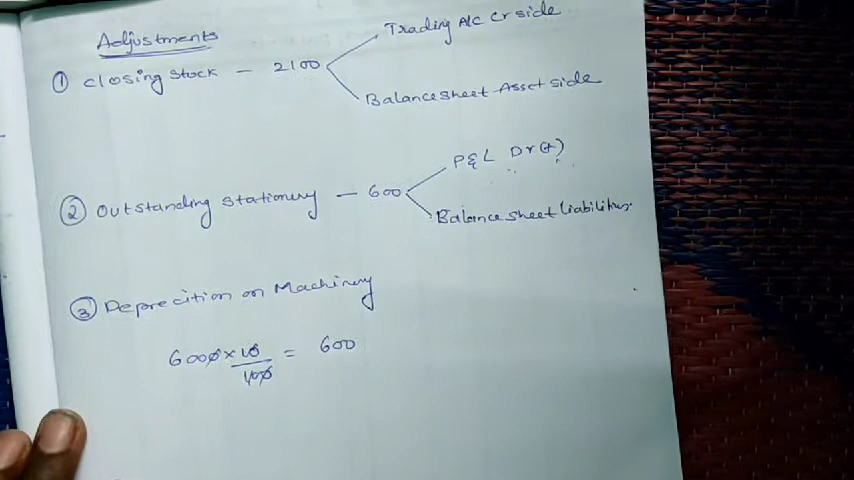 Adjustments
① closing stock — 2100
Trading A/c Cr side
Balance sheet Asset side
② Outstanding stationery — 600
P&L Dr (+)
Balance sheet liabilities
③ Deprecition on Machinery
6000 × 10 / 100 = 600